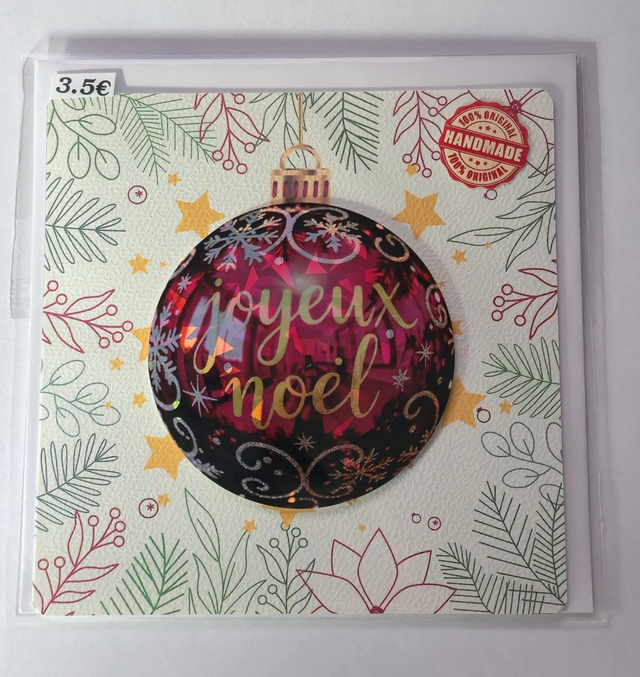 3.5€
100% ORIGINAL
HANDMADE
100% ORIGINAL
joyeux
noël